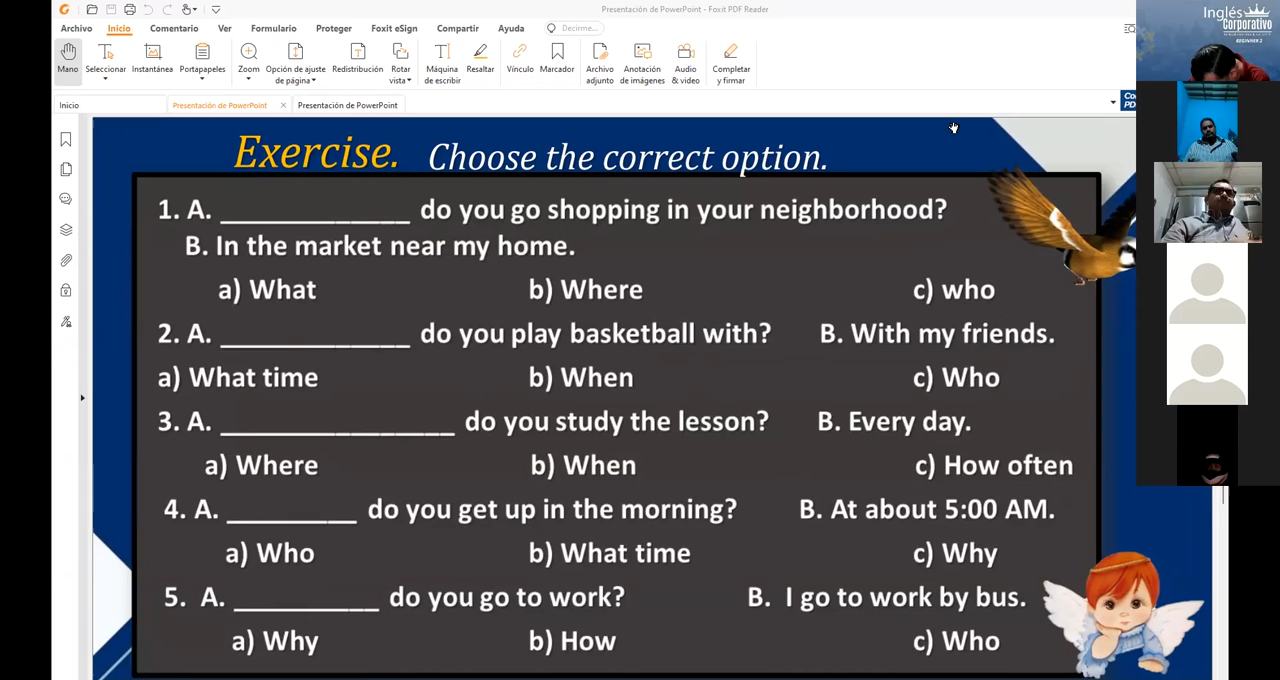 Presentación de PowerPoint - Foxit PDF Reader
Archivo Inicio Comentario Ver Formulario Proteger Foxit eSign Compartir Ayuda Decirme...
Mano Seleccionar Instantánea Portapapeles Zoom Opción de ajuste de página Redistribución Rotar vista Máquina de escribir Resaltar Vínculo Marcador Archivo adjunto Anotación de imágenes Audio & video Completar y firmar
Inicio Presentación de PowerPoint Presentación de PowerPoint
Inglés
Corporativo
BEGINNER 2
Exercise. Choose the correct option.
1. A. _____________ do you go shopping in your neighborhood?
B. In the market near my home.
a) What b) Where c) who
2. A. _____________ do you play basketball with? B. With my friends.
a) What time b) When c) Who
3. A. ________________ do you study the lesson? B. Every day.
a) Where b) When c) How often
4. A. _________ do you get up in the morning? B. At about 5:00 AM.
a) Who b) What time c) Why
5. A. __________ do you go to work? B. I go to work by bus.
a) Why b) How c) Who